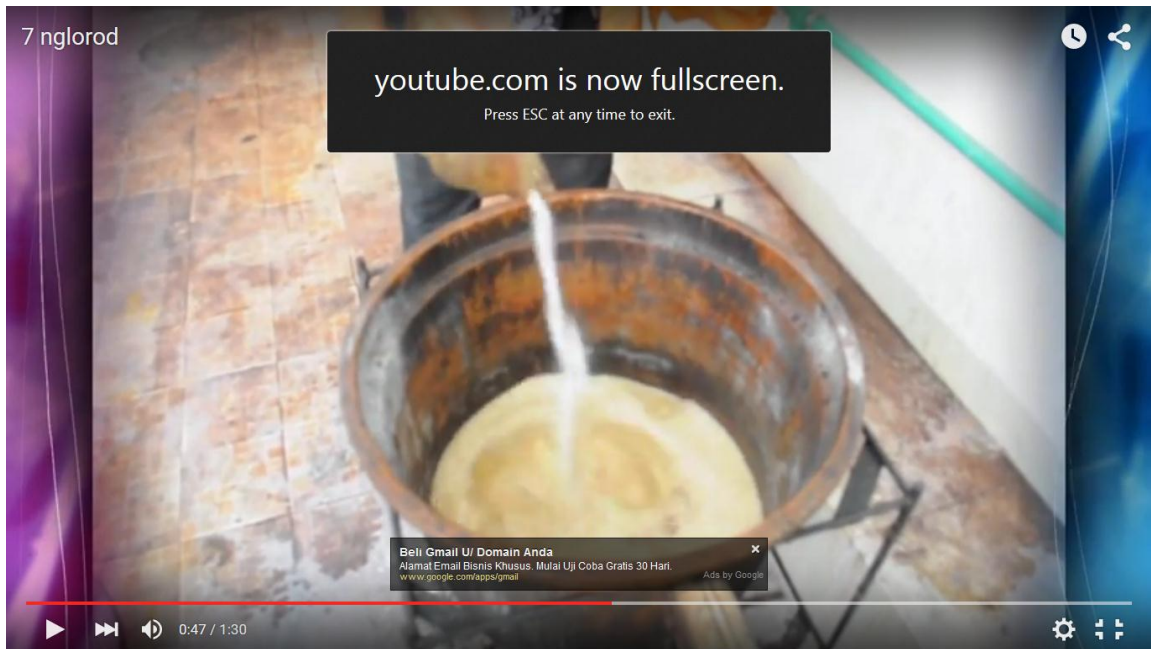 7 nglorod
youtube.com is now fullscreen.
Press ESC at any time to exit.
Beli Gmail U/ Domain Anda
Alamat Email Bisnis Khusus. Mulai Uji Coba Gratis 30 Hari.
www.google.com/apps/gmail
Ads by Google
0:47 / 1:30